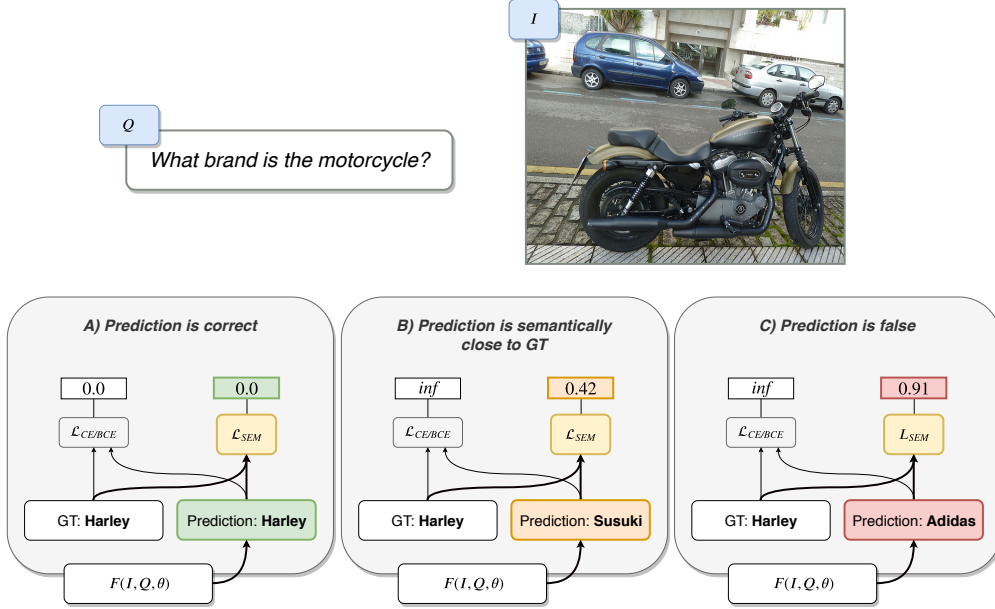 I
Q
What brand is the motorcycle?
A) Prediction is correct
0.0
0.0
ℒCE/BCE
ℒSEM
GT: Harley
Prediction: Harley
F(I, Q, θ)
B) Prediction is semantically
close to GT
inf
0.42
ℒCE/BCE
ℒSEM
GT: Harley
Prediction: Susuki
F(I, Q, θ)
C) Prediction is false
inf
0.91
ℒCE/BCE
LSEM
GT: Harley
Prediction: Adidas
F(I, Q, θ)